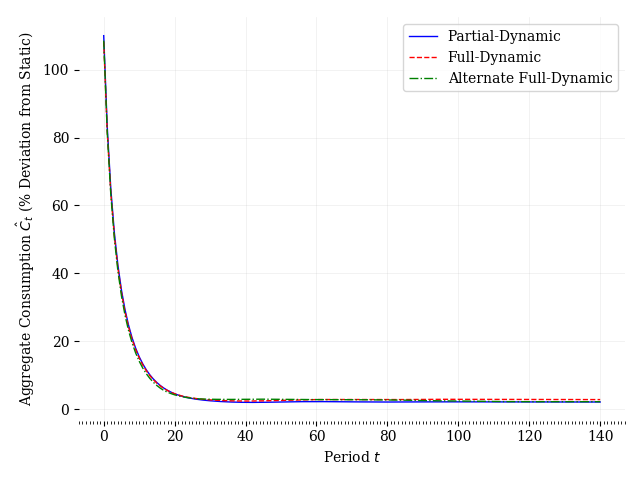 Partial-Dynamic
Full-Dynamic
Alternate Full-Dynamic
Aggregate Consumption Ĉₜ (% Deviation from Static)
100
80
60
40
20
0
0 20 40 60 80 100 120 140
Period t